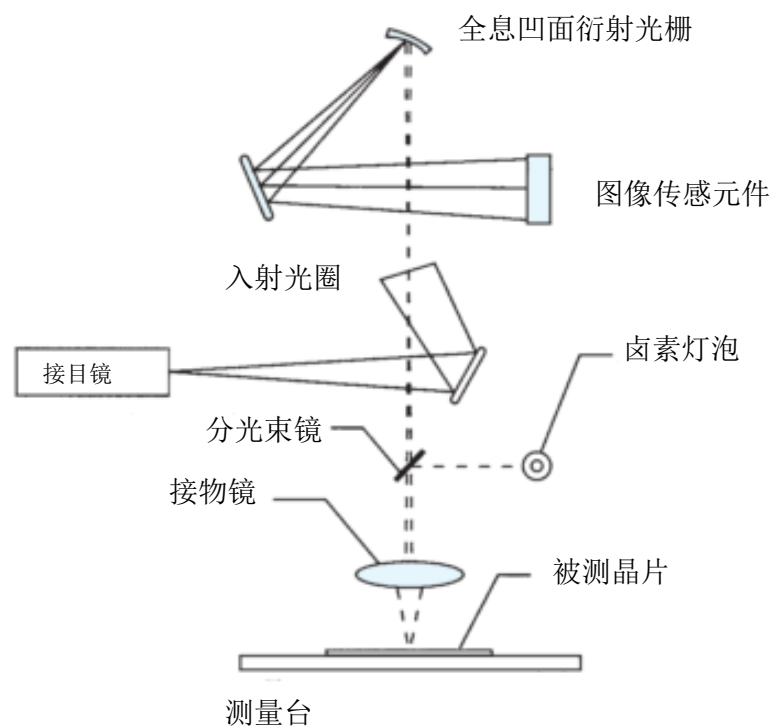 全息凹面衍射光栅
图像传感元件
入射光圈
卤素灯泡
接目镜
分光束镜
接物镜
被测晶片
测量台